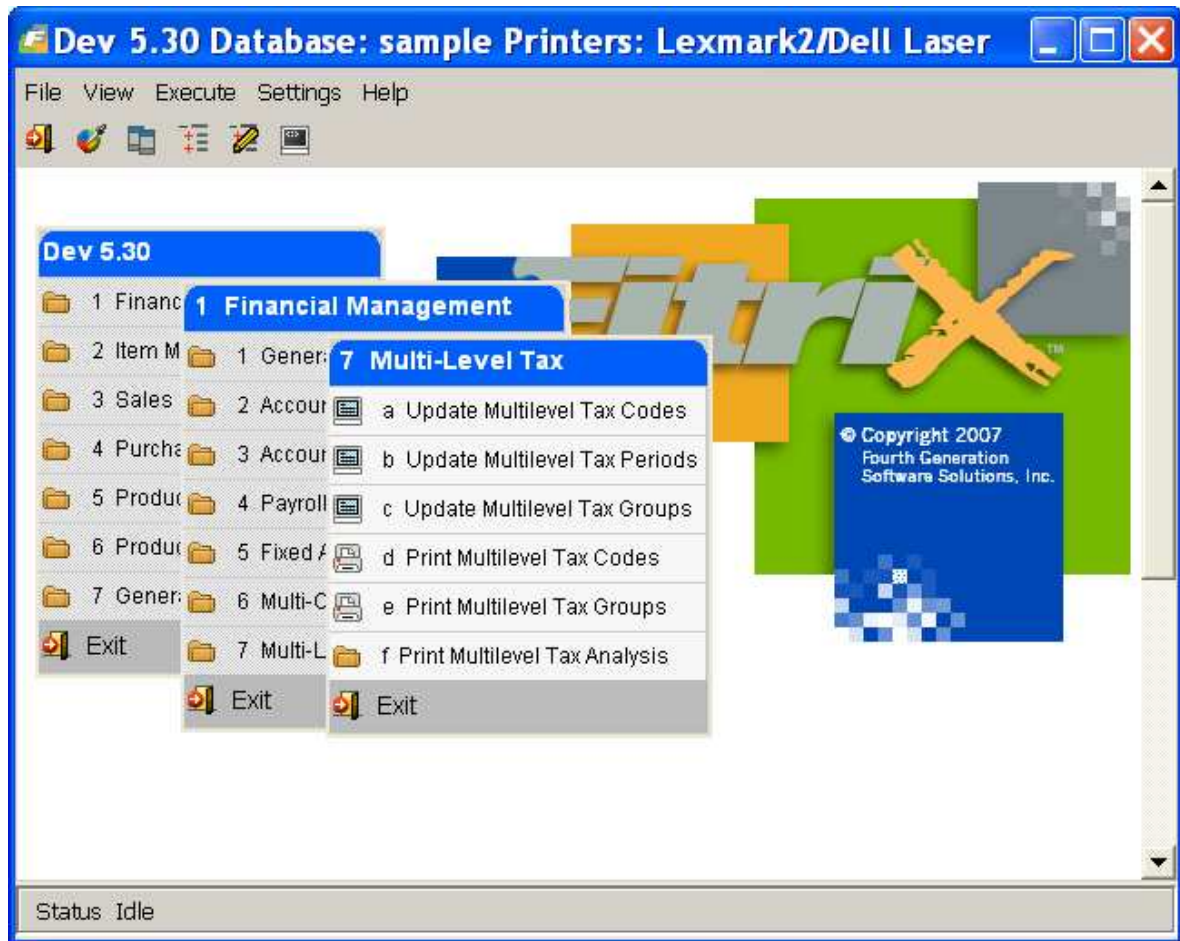 Dev 5.30 Database: sample Printers: Lexmark2/Dell Laser
File View Execute Settings Help
Dev 5.30
1 Financ
2 Item M
3 Sales
4 Purcha
5 Produc
6 Produc
7 Genera
Exit
1 Financial Management
1 Genera
2 Accour
3 Accour
4 Payroll
5 Fixed A
6 Multi-C
7 Multi-L
Exit
7 Multi-Level Tax
a Update Multilevel Tax Codes
b Update Multilevel Tax Periods
c Update Multilevel Tax Groups
d Print Multilevel Tax Codes
e Print Multilevel Tax Groups
f Print Multilevel Tax Analysis
Exit
FitriX
TM
© Copyright 2007
Fourth Generation
Software Solutions, Inc.
Status Idle